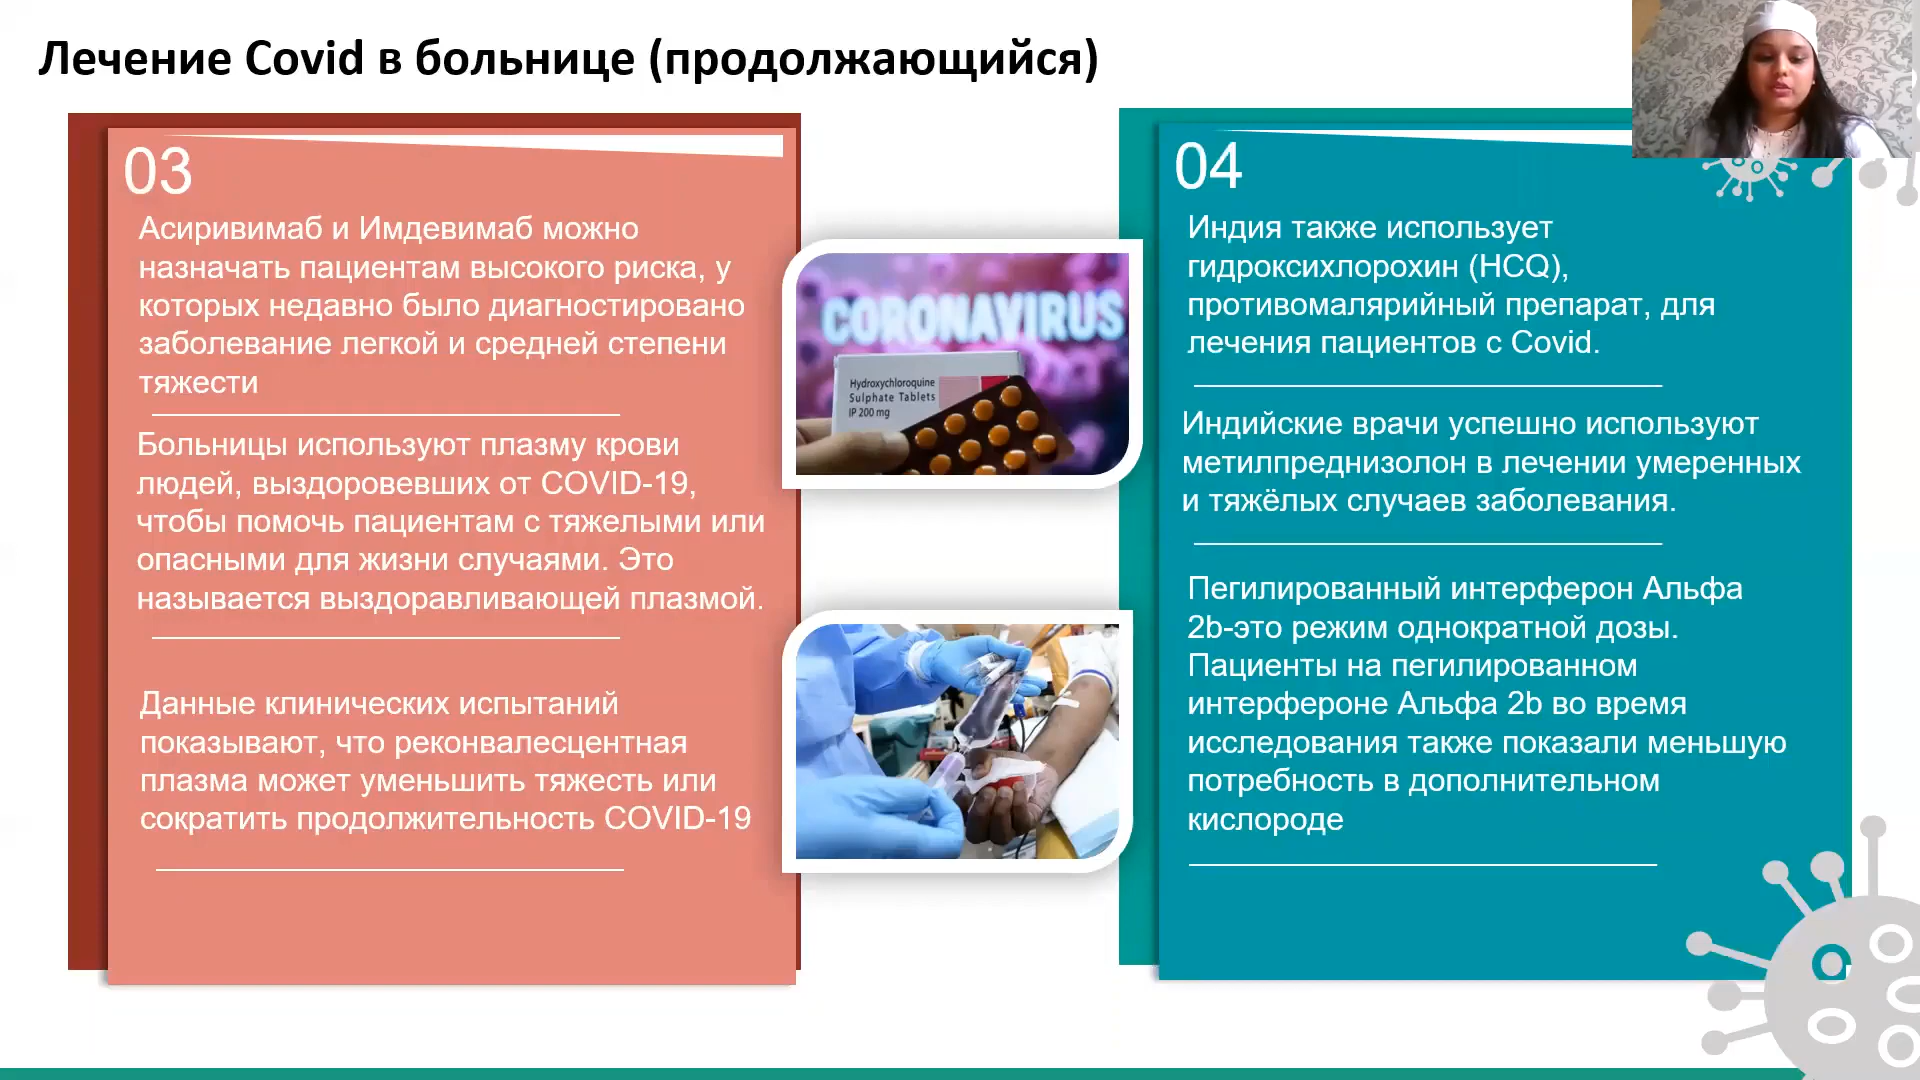 Лечение Covid в больнице (продолжающийся)
03
Асиривимаб и Имдевимаб можно
назначать пациентам высокого риска, у
которых недавно было диагностировано
заболевание легкой и средней степени
тяжести
Больницы используют плазму крови
людей, выздоровевших от COVID-19,
чтобы помочь пациентам с тяжелыми или
опасными для жизни случаями. Это
называется выздоравливающей плазмой.
Данные клинических испытаний
показывают, что реконвалесцентная
плазма может уменьшить тяжесть или
сократить продолжительность COVID-19
CORONAVIRUS
Hydroxychloroquine
Sulphate Tablets
IP 200 mg
04
Индия также использует
гидроксихлорохин (HCQ),
противомалярийный препарат, для
лечения пациентов с Covid.
Индийские врачи успешно используют
метилпреднизолон в лечении умеренных
и тяжёлых случаев заболевания.
Пегилированный интерферон Альфа
2b-это режим однократной дозы.
Пациенты на пегилированном
интерфероне Альфа 2b во время
исследования также показали меньшую
потребность в дополнительном
кислороде